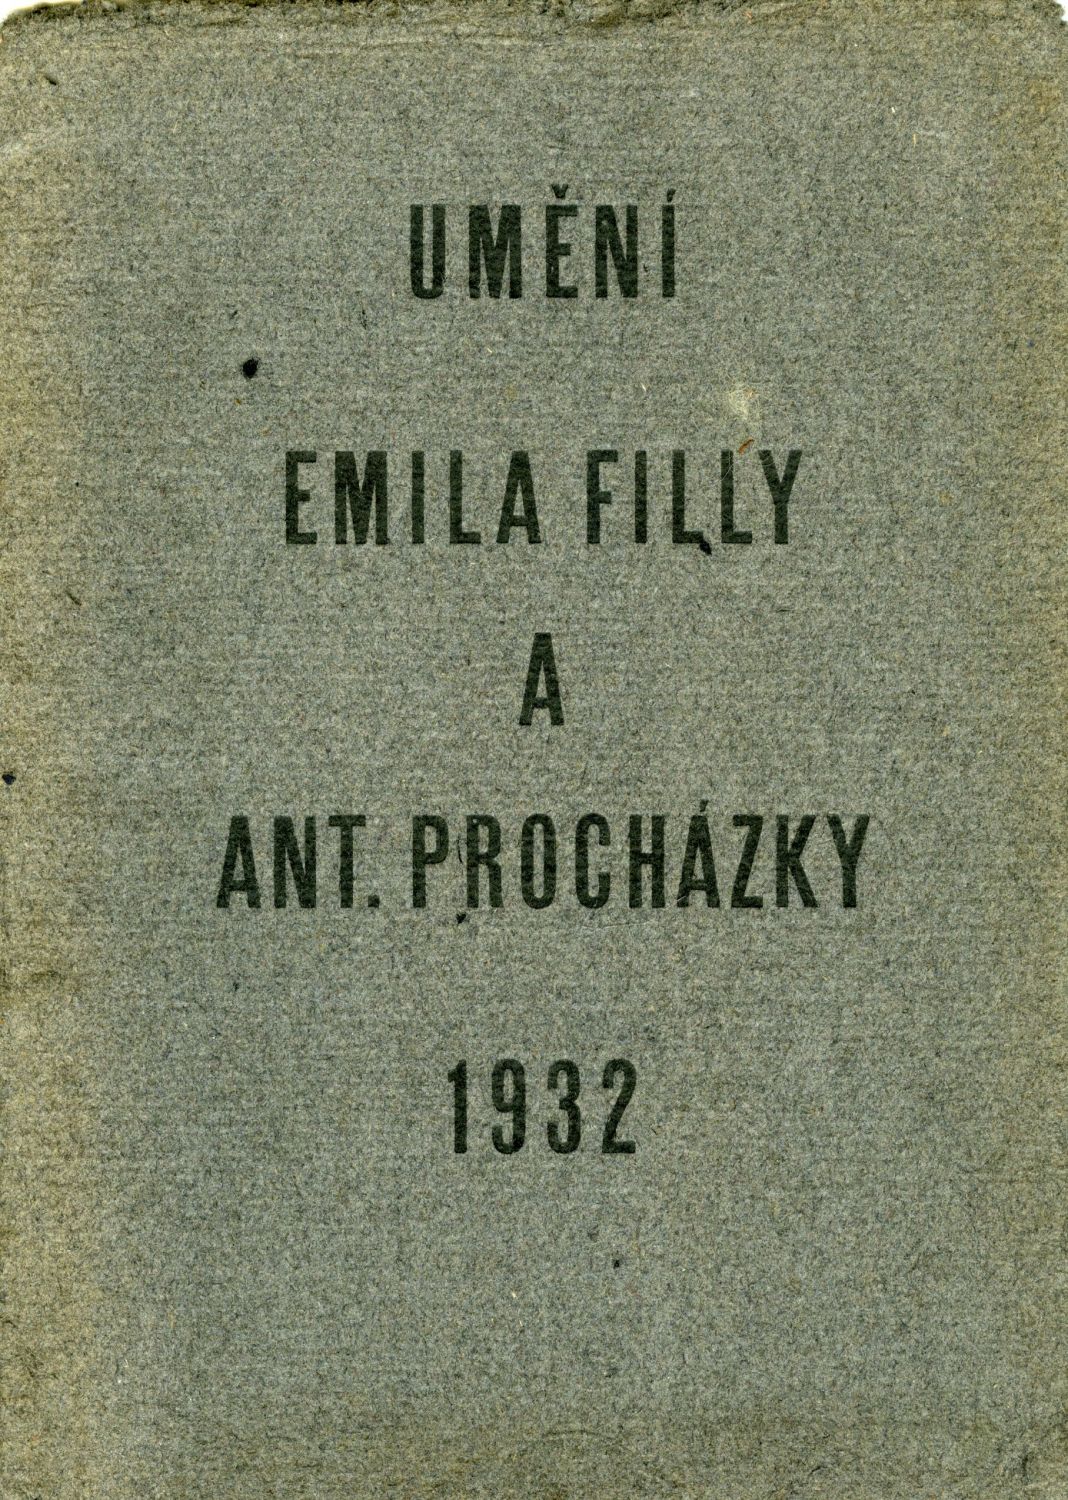 UMĚNÍ
EMILA FILLY
A
ANT. PROCHÁZKY
1932